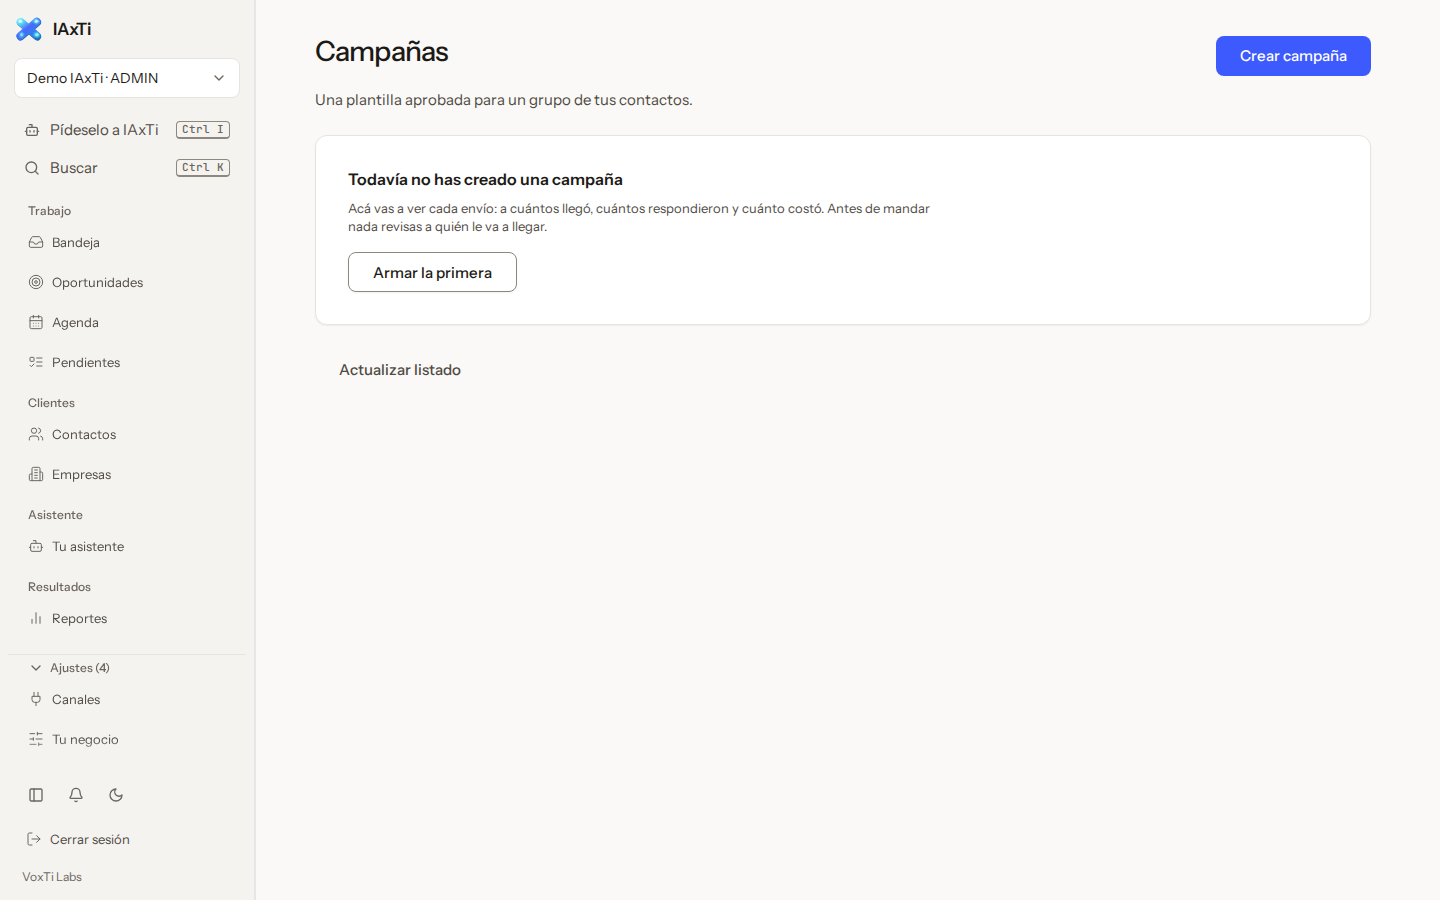 IAxTi
Demo IAxTi · ADMIN
Pídeselo a IAxTi
Ctrl I
Buscar
Ctrl K
Trabajo
Bandeja
Oportunidades
Agenda
Pendientes
Clientes
Contactos
Empresas
Asistente
Tu asistente
Resultados
Reportes
Ajustes (4)
Canales
Tu negocio
Cerrar sesión
VoxTi Labs
Campañas
Crear campaña
Una plantilla aprobada para un grupo de tus contactos.
Todavía no has creado una campaña
Acá vas a ver cada envío: a cuántos llegó, cuántos respondieron y cuánto costó. Antes de mandar
nada revisas a quién le va a llegar.
Armar la primera
Actualizar listado